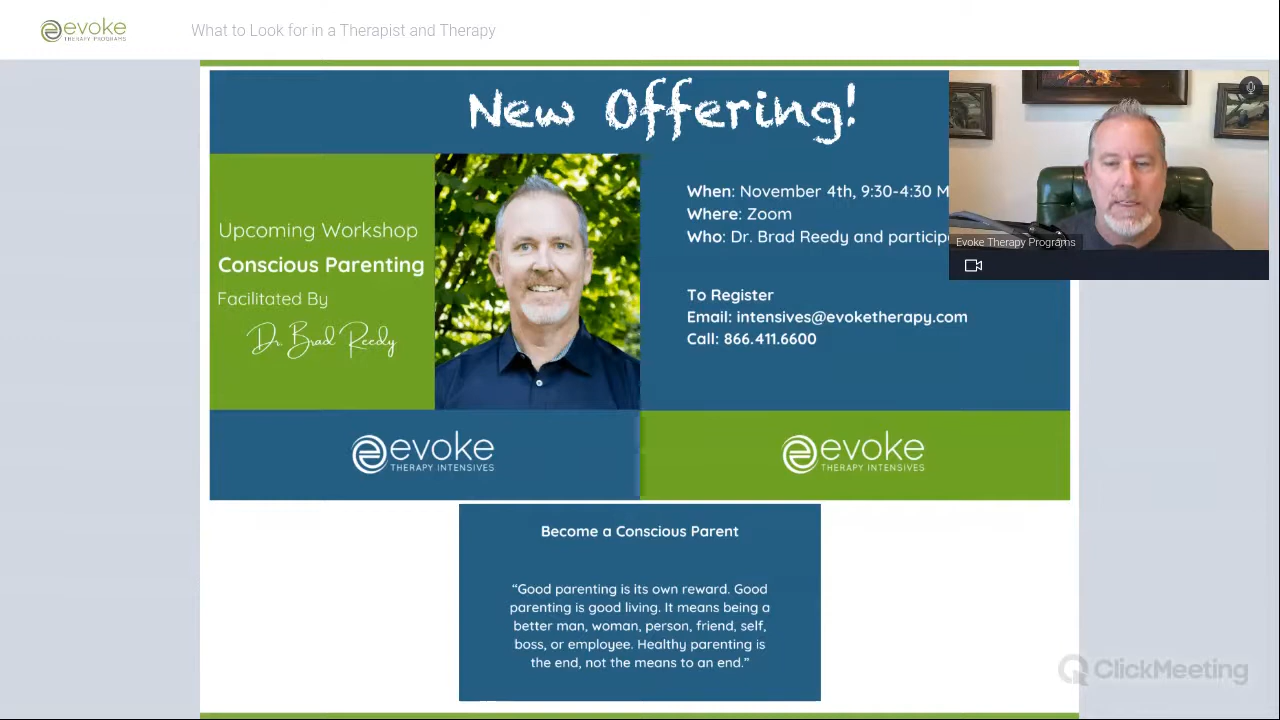 evoke
THERAPY PROGRAMS
What to Look for in a Therapist and Therapy
New Offering!
Upcoming Workshop
Conscious Parenting
Facilitated By
Dr. Brad Reedy
When: November 4th, 9:30-4:30 M
Where: Zoom
Who: Dr. Brad Reedy and particip
To Register
Email: intensives@evoketherapy.com
Call: 866.411.6600
Evoke Therapy Programs
evoke
THERAPY INTENSIVES
evoke
THERAPY INTENSIVES
Become a Conscious Parent
“Good parenting is its own reward. Good
parenting is good living. It means being a
better man, woman, person, friend, self,
boss, or employee. Healthy parenting is
the end, not the means to an end.”
ClickMeeting